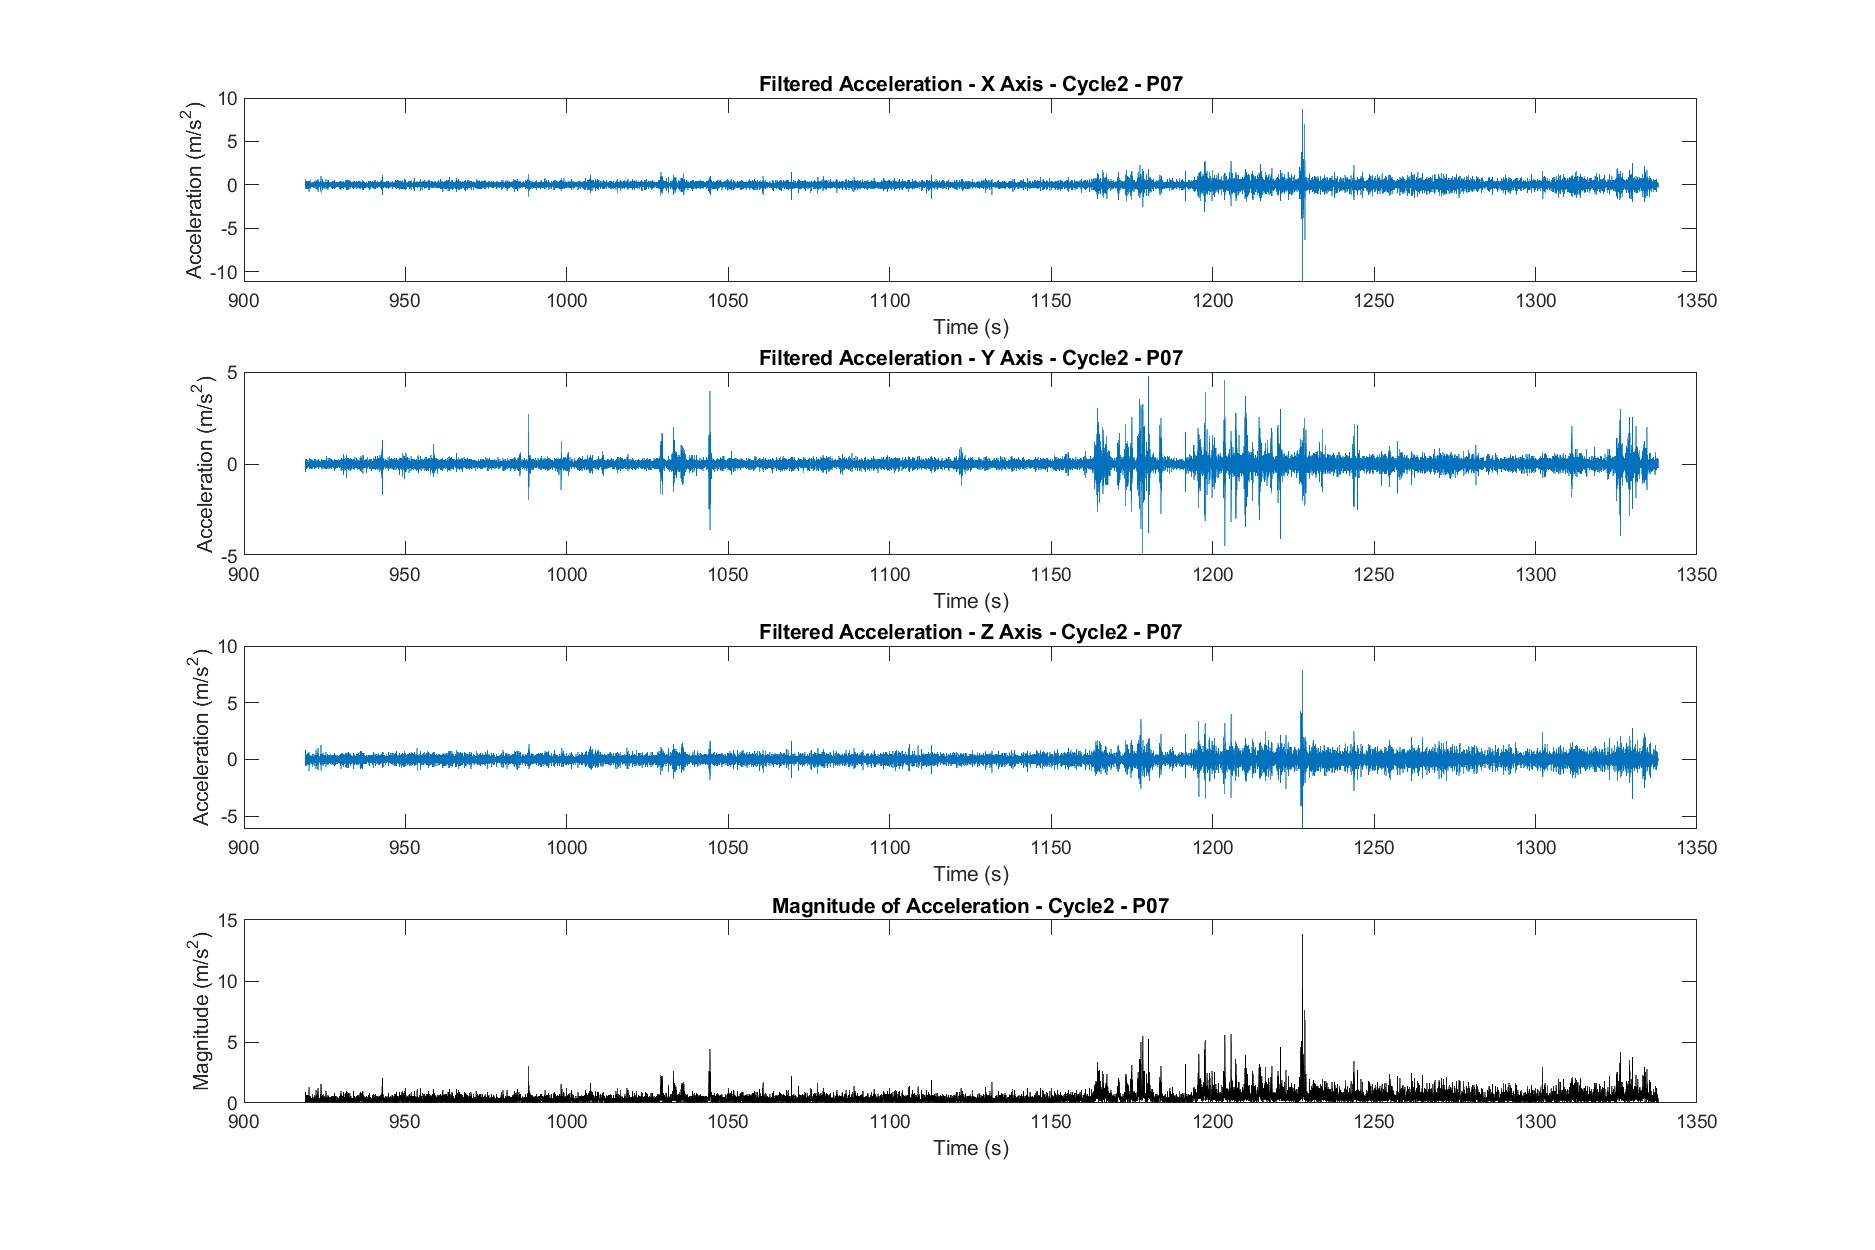 Filtered Acceleration - X Axis - Cycle2 - P07
Acceleration (m/s²)
10
5
0
-5
-10
900 950 1000 1050 1100 1150 1200 1250 1300 1350
Time (s)
Filtered Acceleration - Y Axis - Cycle2 - P07
Acceleration (m/s²)
5
0
-5
900 950 1000 1050 1100 1150 1200 1250 1300 1350
Time (s)
Filtered Acceleration - Z Axis - Cycle2 - P07
Acceleration (m/s²)
10
5
0
-5
900 950 1000 1050 1100 1150 1200 1250 1300 1350
Time (s)
Magnitude of Acceleration - Cycle2 - P07
Magnitude (m/s²)
15
10
5
0
900 950 1000 1050 1100 1150 1200 1250 1300 1350
Time (s)